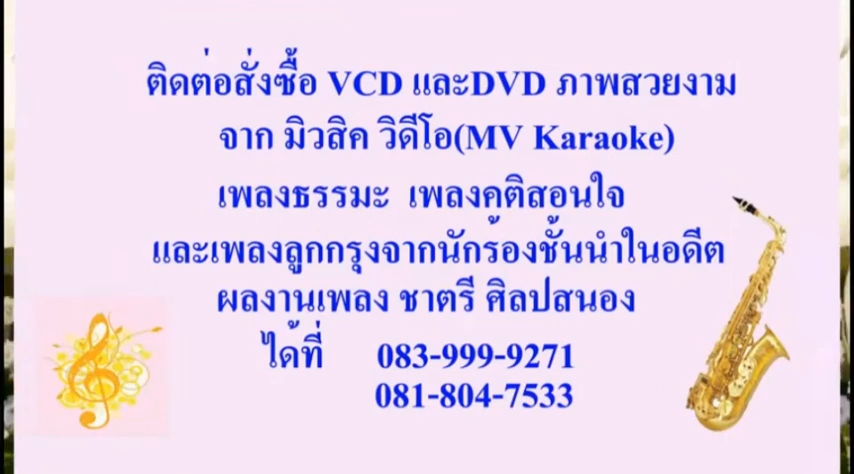 ติดต่อสั่งซื้อ VCD และDVD ภาพสวยงาม
จาก มิวสิค วิดีโอ(MV Karaoke)
เพลงธรรมะ เพลงคติสอนใจ
และเพลงลูกกรุงจากนักร้องชั้นนำในอดีต
ผลงานเพลง ชาตรี ศิลปสนอง
ได้ที่ 083-999-9271
081-804-7533